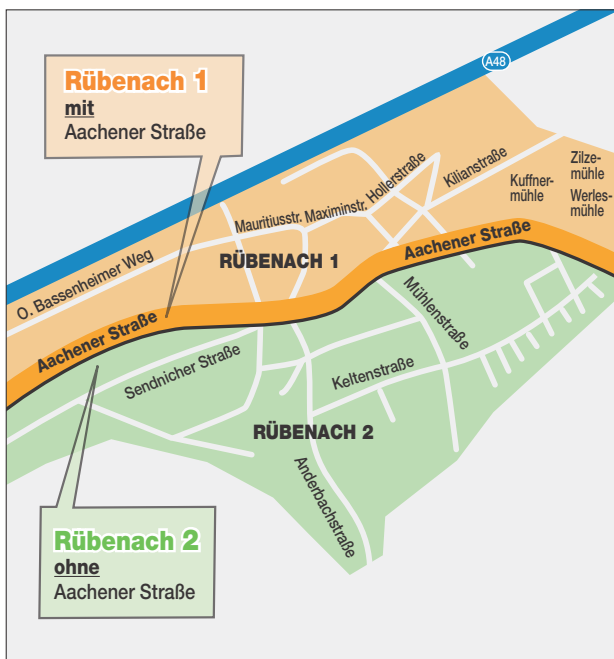 A48
Rübenach 1
mit
Aachener Straße
Zilze-
mühle
Kuffner-
mühle
Werles-
mühle
Kilianstraße
Hollerstraße
Maximinstr.
Mauritiusstr.
O. Bassenheimer Weg
RÜBENACH 1
Aachener Straße
Aachener Straße
Mühlenstraße
Sendnicher Straße
Keltenstraße
RÜBENACH 2
Anderbachstraße
Rübenach 2
ohne
Aachener Straße